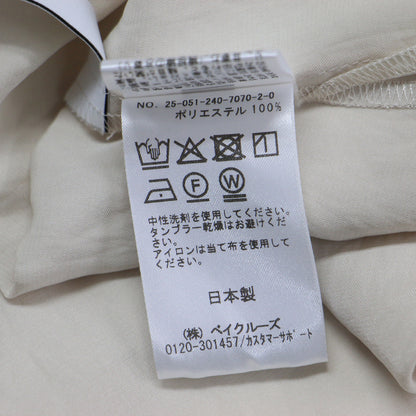 NO. 25-051-240-7070-2-0
ポリエステル 100%
F
W
中性洗剤を使用してください。
タンブラー乾燥はお避けください。
アイロンは当て布を使用してください。
日本製
(株) ベイクルーズ
0120-301457/カスタマーサポート